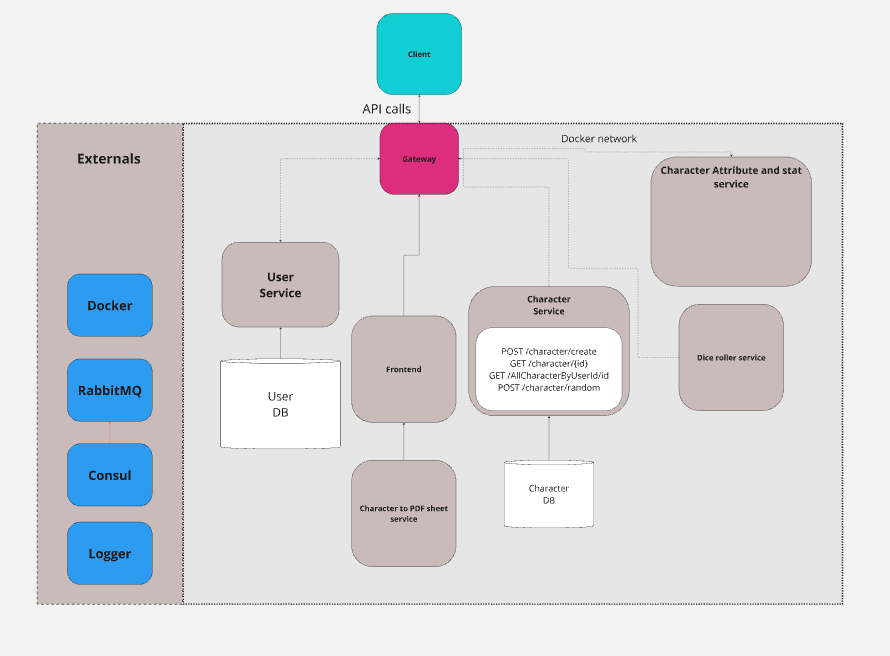 Client
API calls
Externals
Gateway
Docker network
Character Attribute and stat
service
User
Service
Docker
Character
Service
POST /character/create
GET /character/{id}
GET /AllCharacterByUserId/id
POST /character/random
Frontend
Dice roller service
RabbitMQ
User
DB
Consul
Character to PDF sheet
service
Character
DB
Logger